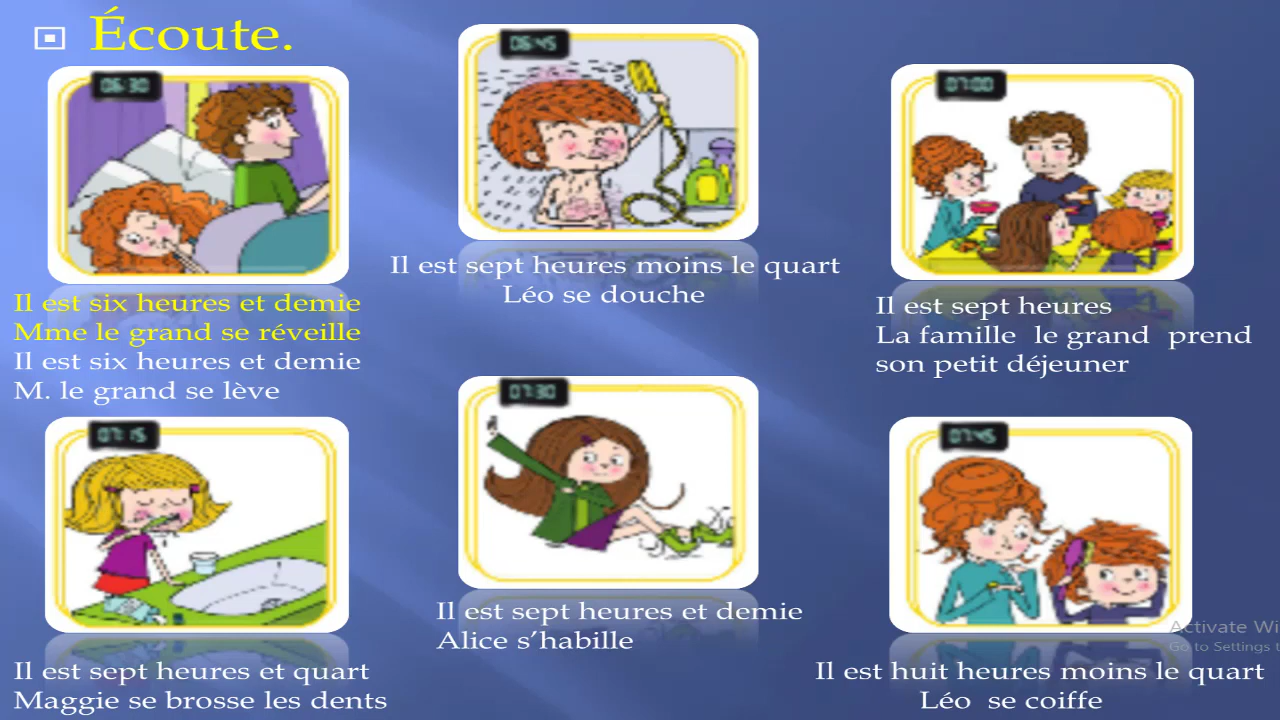 Écoute.
06:30
06:45
07:00
Il est six heures et demie
Mme le grand se réveille
Il est six heures et demie
M. le grand se lève
Il est sept heures moins le quart
Léo se douche
Il est sept heures
La famille le grand prend
son petit déjeuner
07:15
07:30
07:45
Il est sept heures et quart
Maggie se brosse les dents
Il est sept heures et demie
Alice s’habille
Il est huit heures moins le quart
Léo se coiffe
Activate Wi
Go to Settings t